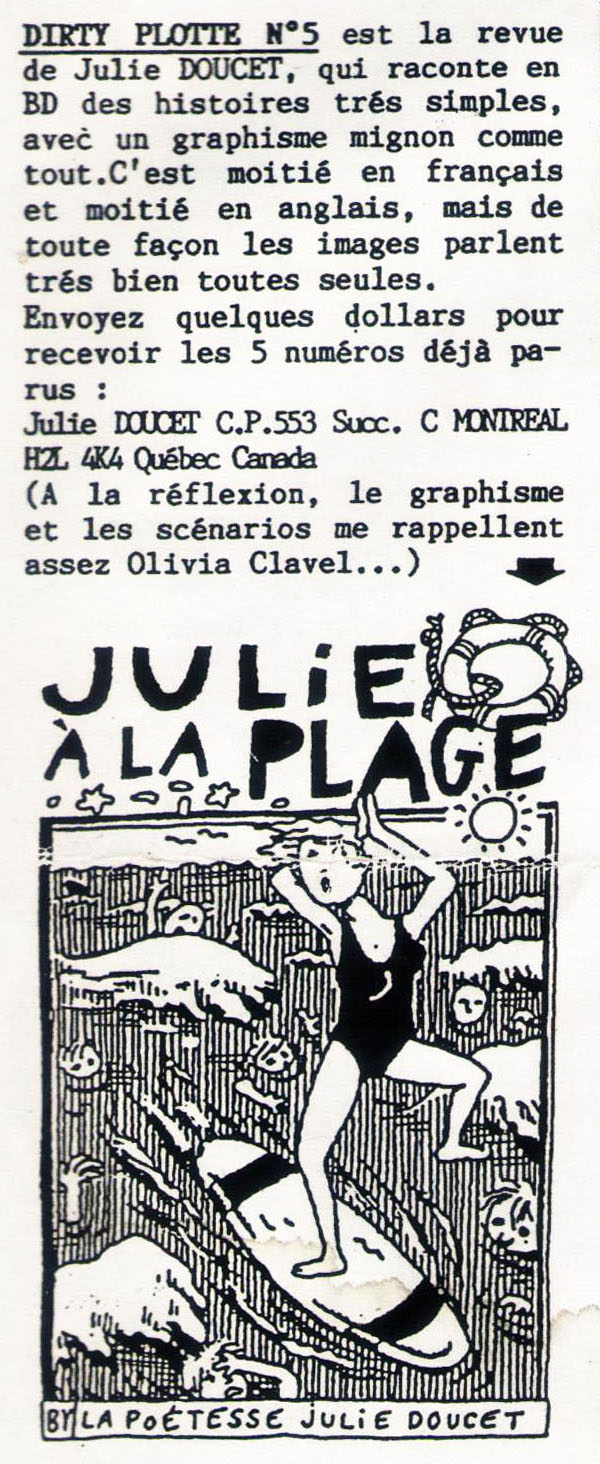 DIRTY PLOTTE N°5 est la revue
de Julie DOUCET, qui raconte en
BD des histoires trés simples,
avec un graphisme mignon comme
tout.C'est moitié en français
et moitié en anglais, mais de
toute façon les images parlent
trés bien toutes seules.
Envoyez quelques dollars pour
recevoir les 5 numéros déjà pa-
rus :
Julie DOUCET C.P.553 Succ. C MONTREAL
H2L 4K4 Québec Canada
(A la réflexion, le graphisme
et les scénarios me rappellent
assez Olivia Clavel...)
JULiE
À LA PLAGE
BY LA POÉTESSE JULiE DOUCET